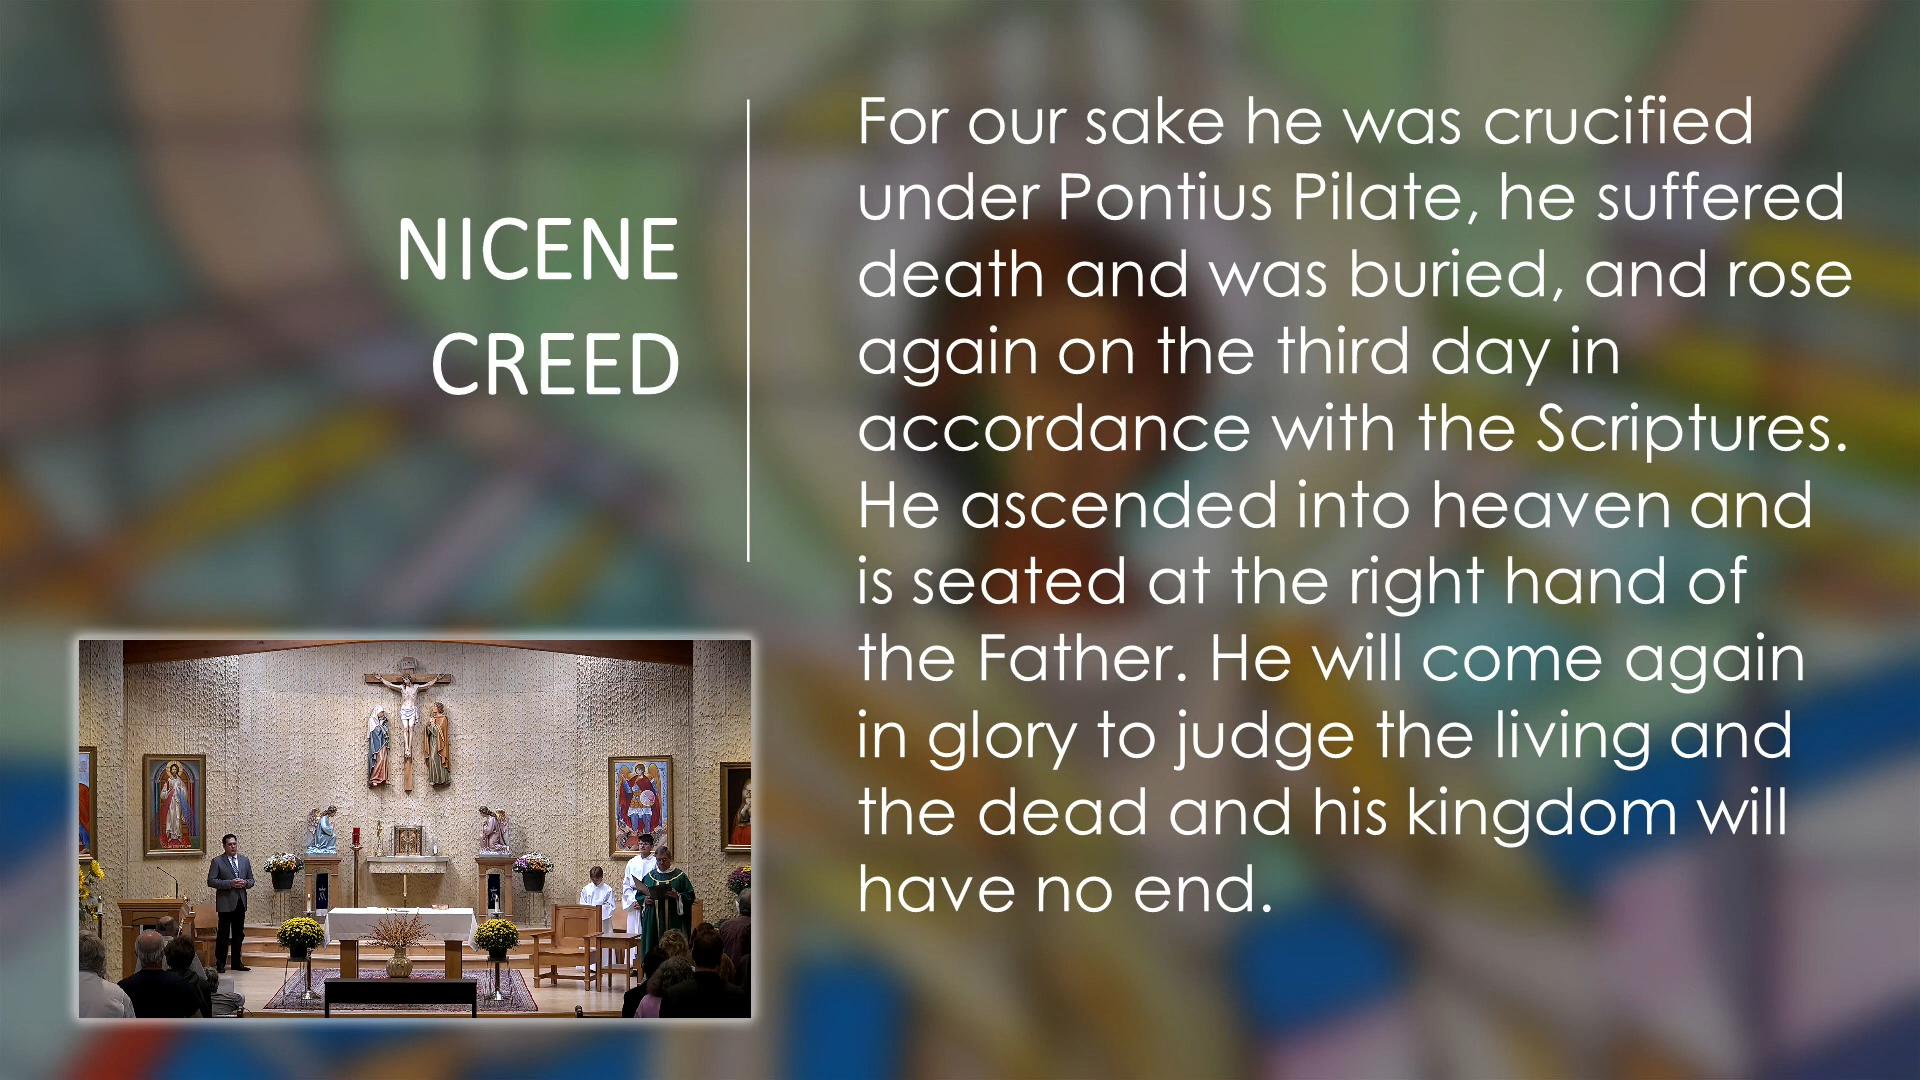 NICENE
CREED
For our sake he was crucified
under Pontius Pilate, he suffered
death and was buried, and rose
again on the third day in
accordance with the Scriptures.
He ascended into heaven and
is seated at the right hand of
the Father. He will come again
in glory to judge the living and
the dead and his kingdom will
have no end.